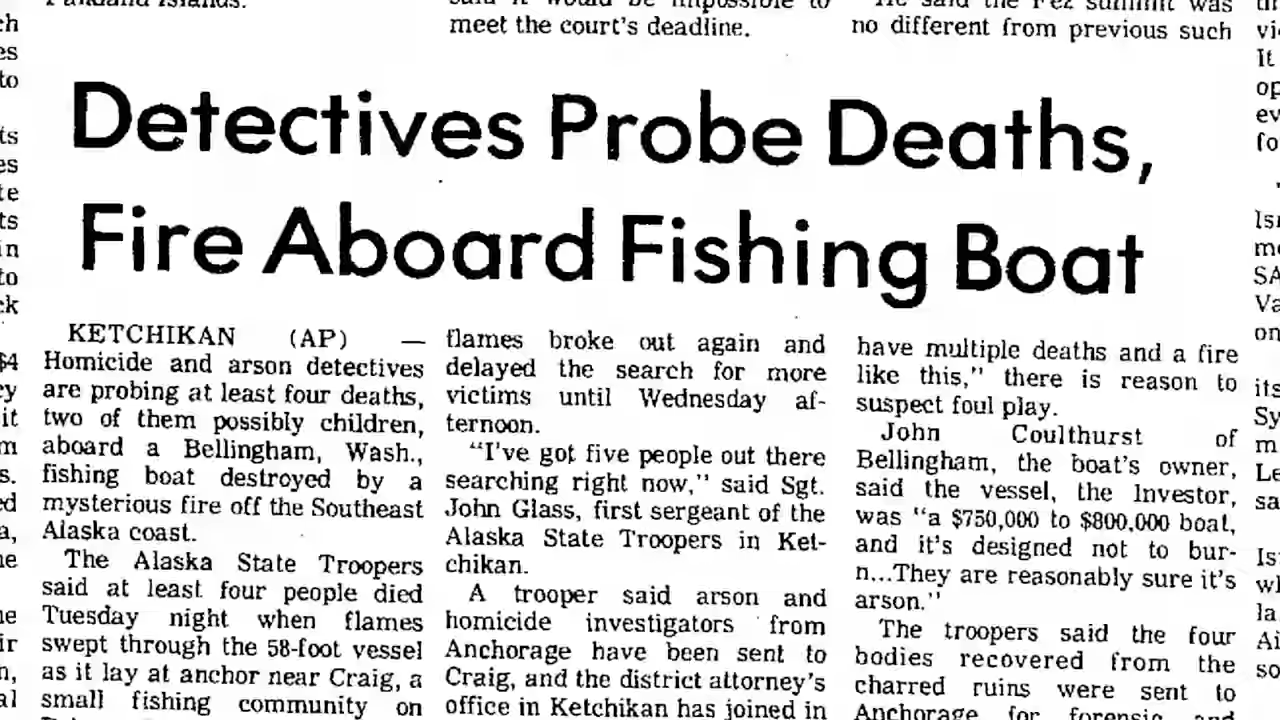 meet the court's deadline.
no different from previous such
Detectives Probe Deaths,
Fire Aboard Fishing Boat
KETCHIKAN (AP) —
Homicide and arson detectives
are probing at least four deaths,
two of them possibly children,
aboard a Bellingham, Wash.,
fishing boat destroyed by a
mysterious fire off the Southeast
Alaska coast.
The Alaska State Troopers
said at least four people died
Tuesday night when flames
swept through the 58-foot vessel
as it lay at anchor near Craig, a
small fishing community on
flames broke out again and
delayed the search for more
victims until Wednesday af-
ternoon.
"I've got five people out there
searching right now," said Sgt.
John Glass, first sergeant of the
Alaska State Troopers in Ket-
chikan.
A trooper said arson and
homicide investigators from
Anchorage have been sent to
Craig, and the district attorney's
office in Ketchikan has joined in
have multiple deaths and a fire
like this," there is reason to
suspect foul play.
John Coulthurst of
Bellingham, the boat's owner,
said the vessel, the Investor,
was "a $750,000 to $800,000 boat,
and it's designed not to bur-
n...They are reasonably sure it's
arson."
The troopers said the four
bodies recovered from the
charred ruins were sent to
Anchorage for forensic and